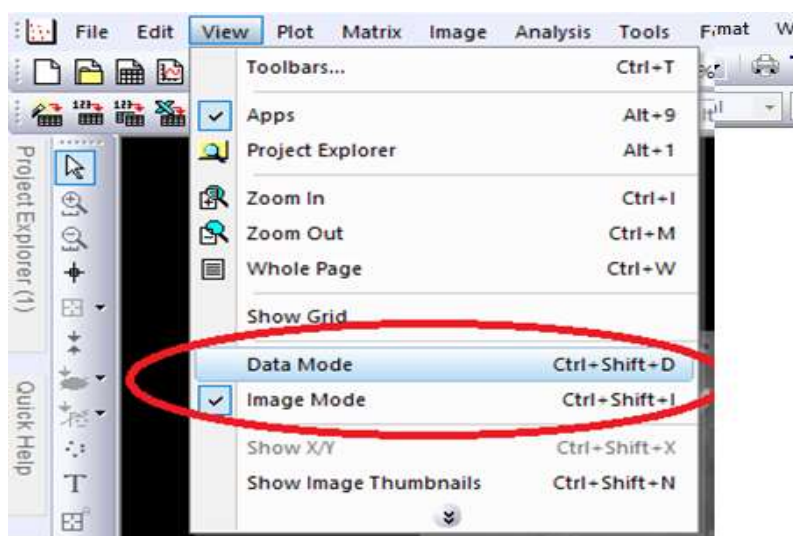 File Edit View Plot Matrix Image Analysis Tools
Toolbars... Ctrl+T
Apps Alt+9
Project Explorer Alt+1
Zoom In Ctrl+I
Zoom Out Ctrl+M
Whole Page Ctrl+W
Show Grid
Data Mode Ctrl+Shift+D
Image Mode Ctrl+Shift+I
Show X/Y Ctrl+Shift+X
Show Image Thumbnails Ctrl+Shift+N
Project Explorer (1)
Quick Help
T